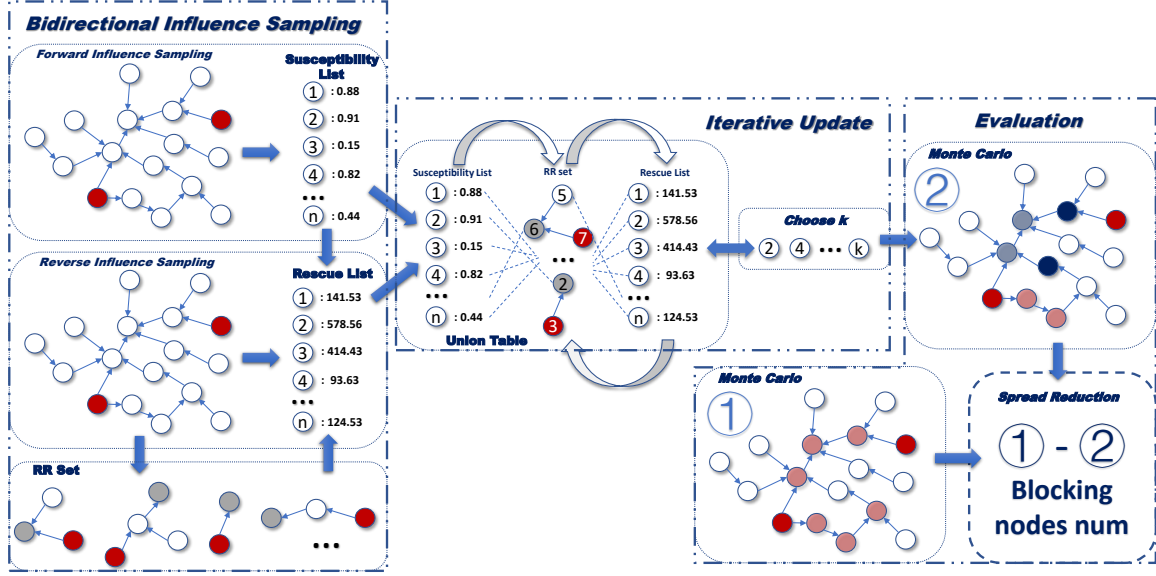 Bidirectional Influence Sampling
Forward Influence Sampling
Susceptibility
List
1 : 0.88
2 : 0.91
3 : 0.15
4 : 0.82
...
n : 0.44
Reverse Influence Sampling
Rescue List
1 : 141.53
2 : 578.56
3 : 414.43
4 : 93.63
...
n : 124.53
RR Set
...
Iterative Update
Susceptibility List
1 : 0.88
2 : 0.91
3 : 0.15
4 : 0.82
...
n : 0.44
RR set
5
6
7
...
2
3
Rescue List
1 : 141.53
2 : 578.56
3 : 414.43
4 : 93.63
...
n : 124.53
Union Table
Choose k
2 4 ... k
Evaluation
Monte Carlo
2
Monte Carlo
1
Spread Reduction
1 - 2
Blocking
nodes num